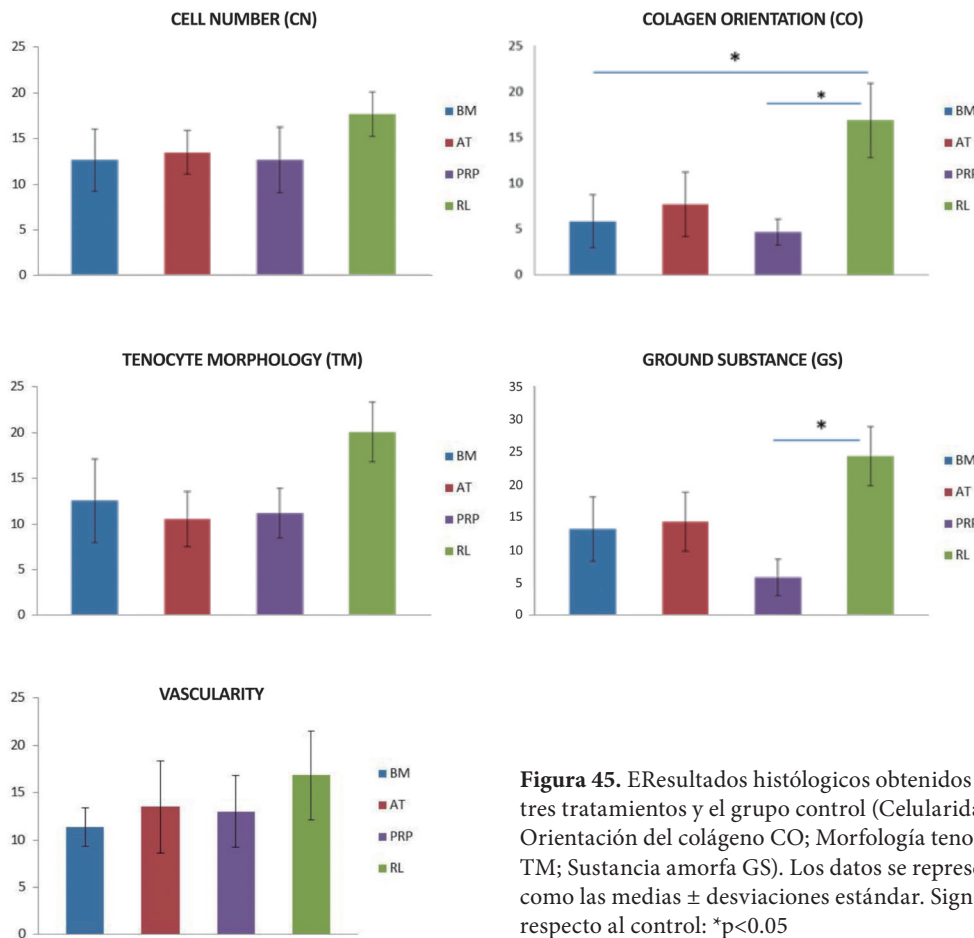 CELL NUMBER (CN)
25
20
15
10
5
0
BM
AT
PRP
RL
COLAGEN ORIENTATION (CO)
25
20
15
10
5
0
*
*
BM
AT
PRP
RL
TENOCYTE MORPHOLOGY (TM)
25
20
15
10
5
0
BM
AT
PRP
RL
GROUND SUBSTANCE (GS)
35
30
25
20
15
10
5
0
*
BM
AT
PRP
RL
VASCULARITY
25
20
15
10
5
0
BM
AT
PRP
RL
Figura 45. EResultados histólogicos obtenidos
tres tratamientos y el grupo control (Celularida
Orientación del colágeno CO; Morfología teno
TM; Sustancia amorfa GS). Los datos se repres
como las medias ± desviaciones estándar. Sign
respecto al control: *p<0.05